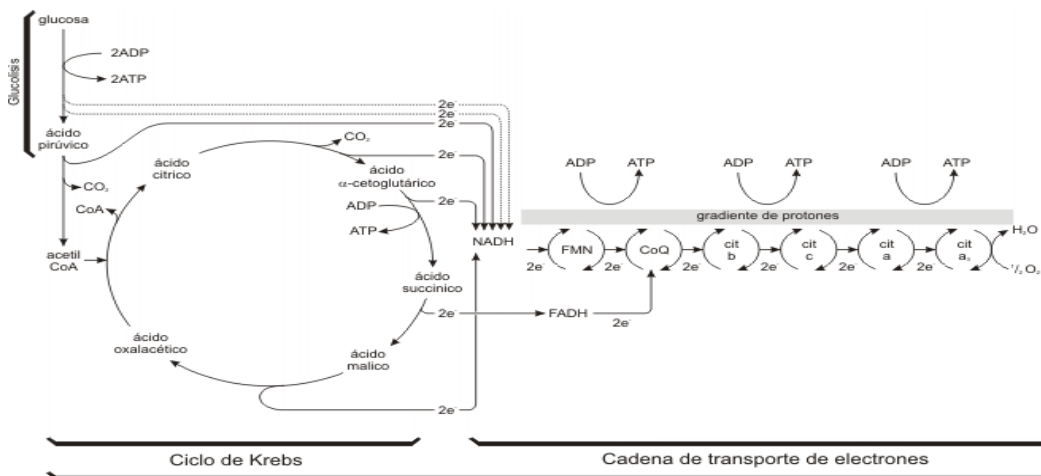 glucosa
Glucolisis
2ADP
2ATP
2e-
2e-
2e-
ácido
pirúvico
CO₂
CoA
acetil
CoA
ácido
citrico
CO₂
2e-
ácido
α-cetoglutárico
ADP
ATP
2e-
NADH
ácido
succinico
2e-
FADH
2e-
ácido
malico
2e-
ácido
oxalacético
ADP ATP ADP ATP ADP ATP
gradiente de protones
FMN
CoQ
cit
b
cit
c
cit
a
cit
a₃
H₂O
½ O₂
2e- 2e- 2e- 2e- 2e- 2e-
Ciclo de Krebs
Cadena de transporte de electrones